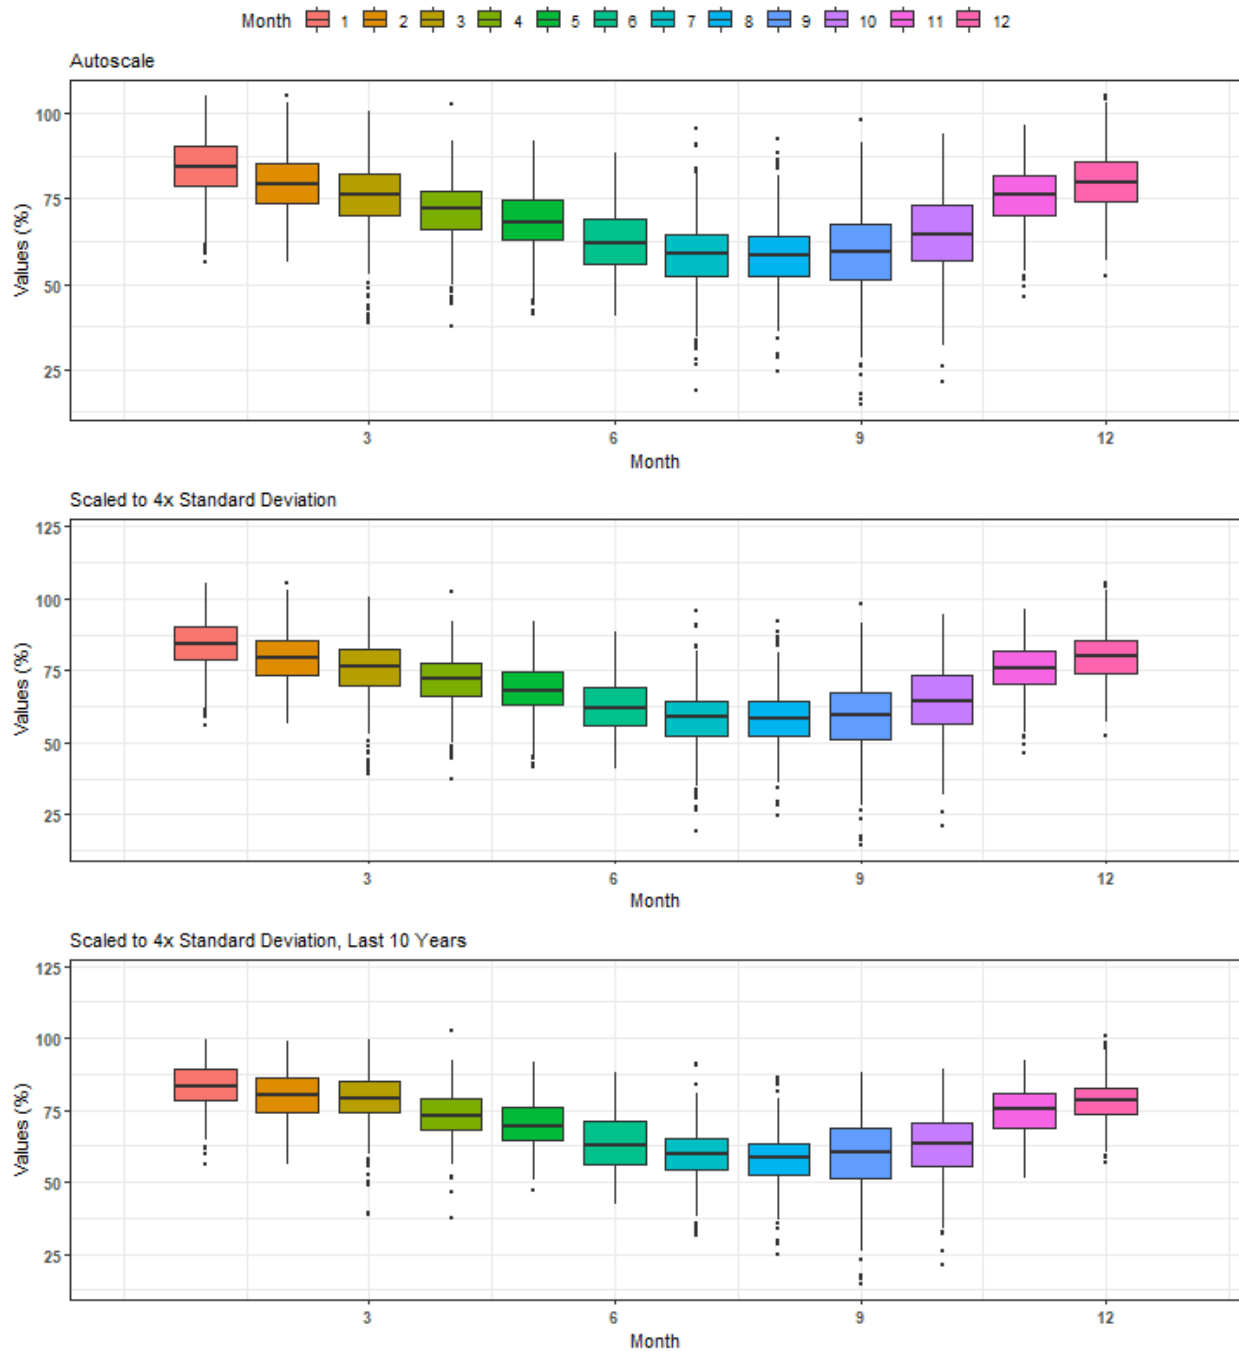 Month 1 2 3 4 5 6 7 8 9 10 11 12
Autoscale
100
75
50
25
Values (%)
3 6 9 12
Month
Scaled to 4x Standard Deviation
125
100
75
50
25
Values (%)
3 6 9 12
Month
Scaled to 4x Standard Deviation, Last 10 Years
125
100
75
50
25
Values (%)
3 6 9 12
Month